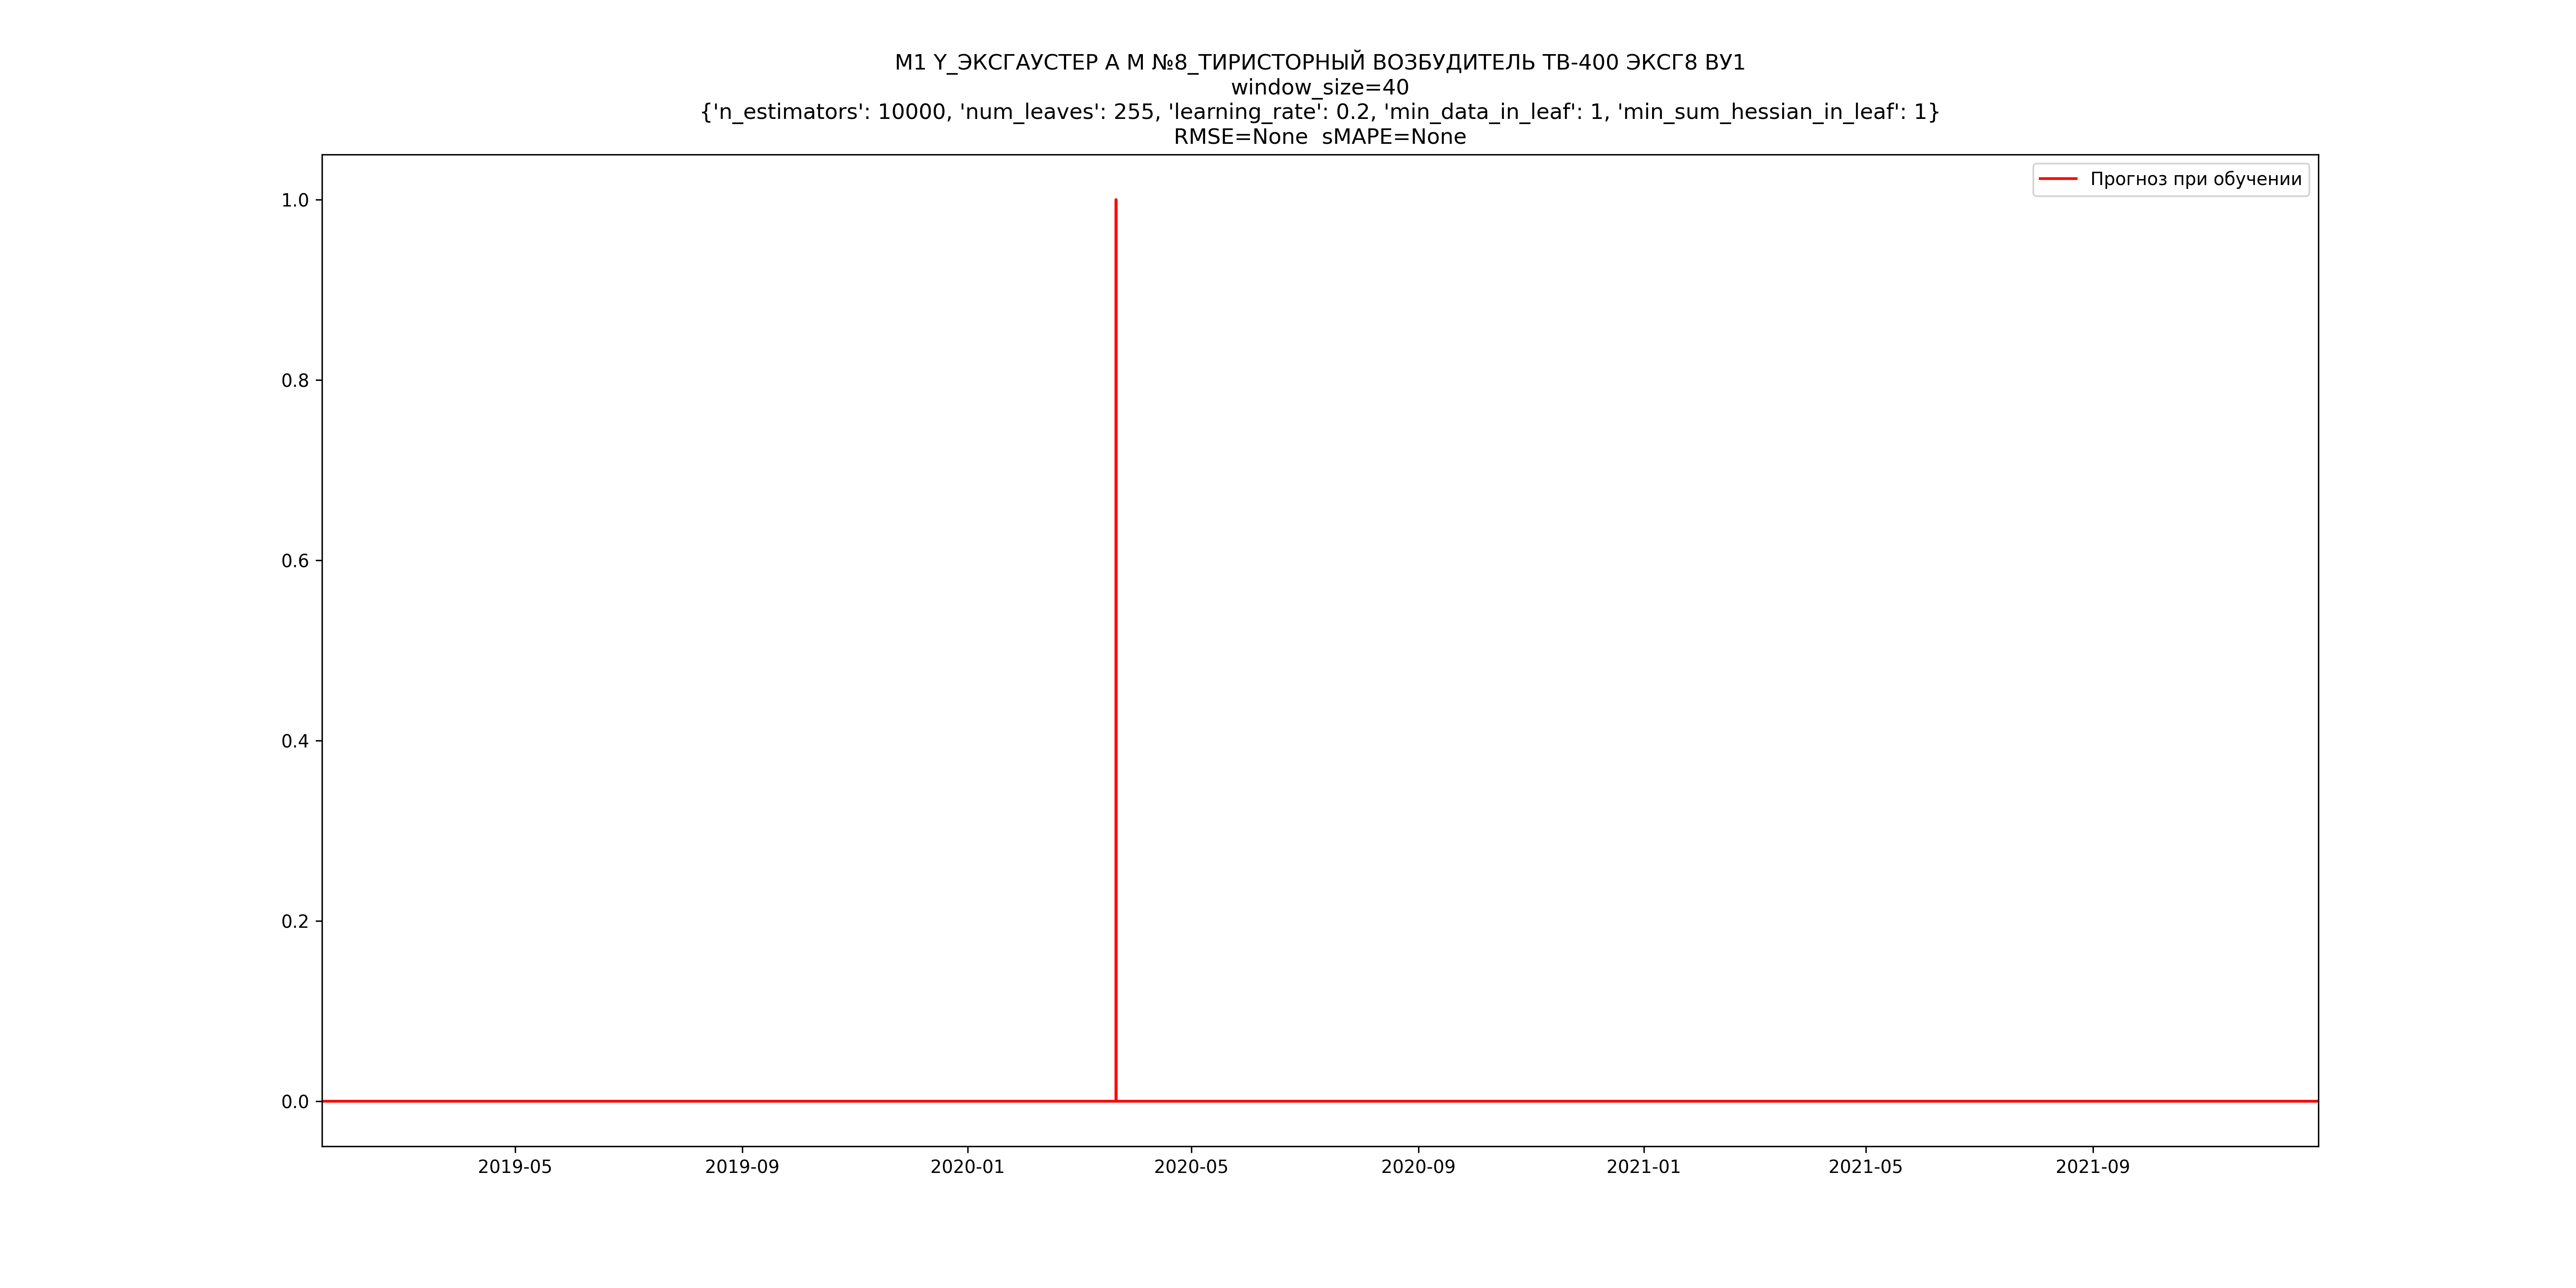 М1 Y_ЭКСГАУСТЕР А М №8_ТИРИСТОРНЫЙ ВОЗБУДИТЕЛЬ ТВ-400 ЭКСГ8 ВУ1
window_size=40
{'n_estimators': 10000, 'num_leaves': 255, 'learning_rate': 0.2, 'min_data_in_leaf': 1, 'min_sum_hessian_in_leaf': 1}
RMSE=None  sMAPE=None
Прогноз при обучении
1.0
0.8
0.6
0.4
0.2
0.0
2019-05 2019-09 2020-01 2020-05 2020-09 2021-01 2021-05 2021-09